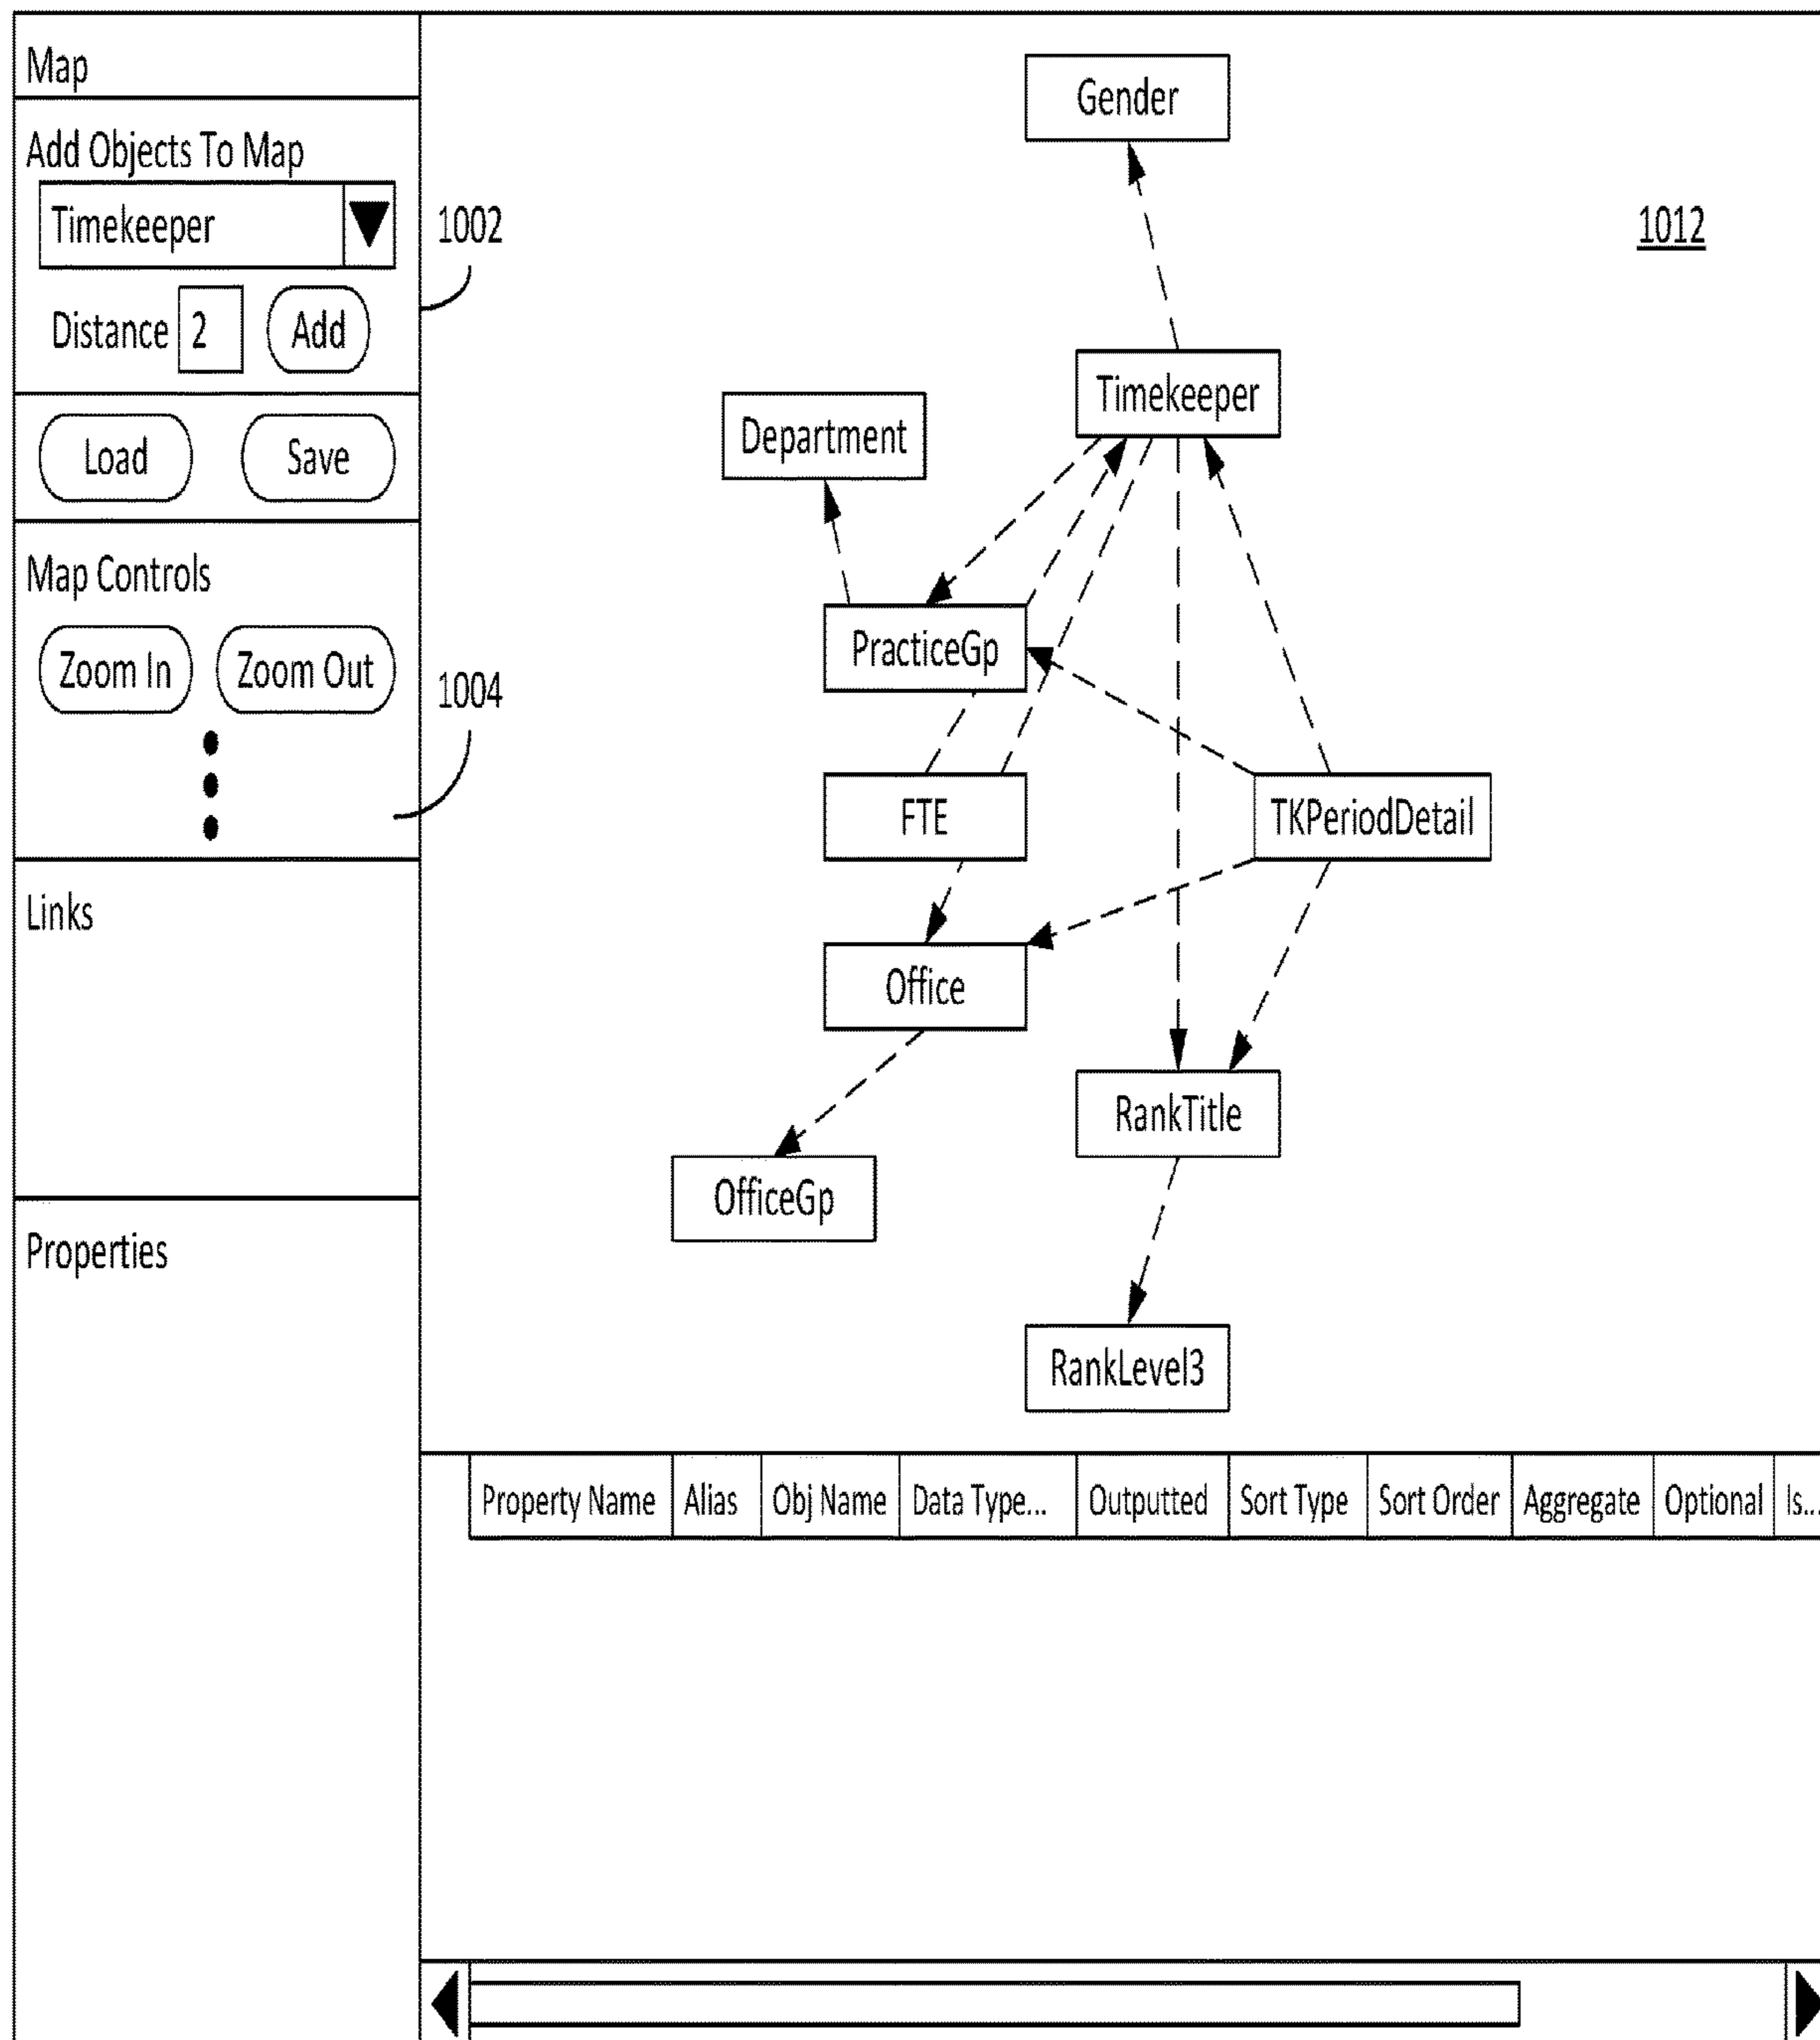 Map
Add Objects To Map
Timekeeper
1002
Distance 2 Add
Load Save
Map Controls
Zoom In Zoom Out
1004
Links
Properties
Gender
1012
Timekeeper
Department
PracticeGp
FTE
TKPeriodDetail
Office
RankTitle
OfficeGp
RankLevel3
Property Name Alias Obj Name Data Type... Outputted Sort Type Sort Order Aggregate Optional Is...